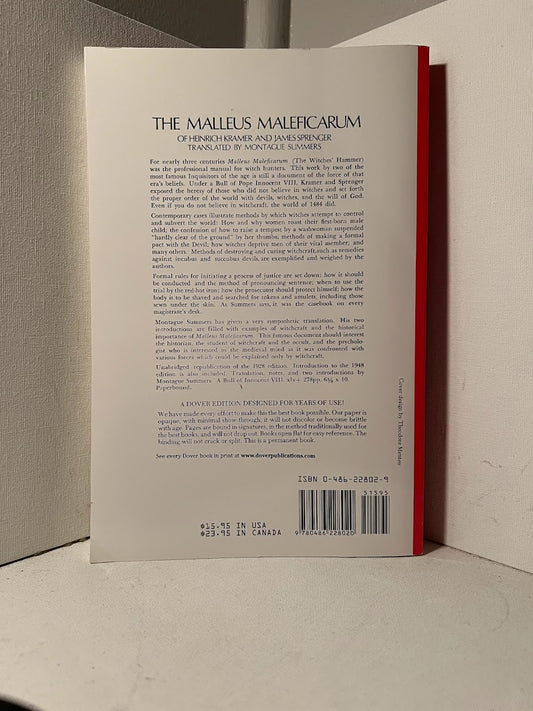 THE MALLEUS MALEFICARUM
OF HEINRICH KRAMER AND JAMES SPRENGER
TRANSLATED BY MONTAGUE SUMMERS
For nearly three centuries Malleus Maleficarum (The Witches' Hammer)
was the professional manual for witch hunters. This work by two of the
most famous Inquisitors of the age is still a document of the force of that
era's beliefs. Under a Bull of Pope Innocent VIII, Kramer and Sprenger
exposed the heresy of those who did not believe in witches and set forth
the proper order of the world with devils, witches, and the will of God.
Even if you do not believe in witchcraft, the world of 1484 did.
Contemporary cases illustrate methods by which witches attempt to control
and subvert the world: How and why women roast their first-born male
child; the confession of how to raise a tempest by a washwoman suspended
"hardly clear of the ground" by her thumbs; methods of making a formal
pact with the Devil; how witches deprive men of their vital member; and
many others. Methods of destroying and curing witchcraft, such as remedies
against incubus and succubus devils, are exemplified and weighed by the
authors.
Formal rules for initiating a process of justice are set down: how it should
be conducted and the method of pronouncing sentence; when to use the
trial by the red-hot iron; how the prosecutor should protect himself; how the
body is to be shaved and searched for tokens and amulets, including those
sewn under the skin. As Summers says, it was the casebook on every
magistrate's desk.
Montague Summers has given a very sympathetic translation. His two
introductions are filled with examples of witchcraft and the historical
importance of Malleus Maleficarum. This famous document should interest
the historian, the student of witchcraft and the occult, and the psycholo-
gist who is interested in the medieval mind as it was confronted with
various forces which could be explained only by witchcraft.
Unabridged republication of the 1928 edition. Introduction to the 1948
edition is also included. Translation, notes, and two introductions by
Montague Summers. A Bull of Innocent VIII. xlv + 278pp. 6⅝ x 10.
Paperbound.
A DOVER EDITION DESIGNED FOR YEARS OF USE!
We have made every effort to make this the best book possible. Our paper is
opaque, with minimal show-through; it will not discolor or become brittle
with age. Pages are bound in signatures, in the method traditionally used for
the best books, and will not drop out. Books open flat for easy reference. The
binding will not crack or split. This is a permanent book.
See every Dover book in print at www.doverpublications.com
Cover design by Theodore Menten
ISBN 0-486-22802-9
51595
$15.95 IN USA
$23.95 IN CANADA
9 780486 228020